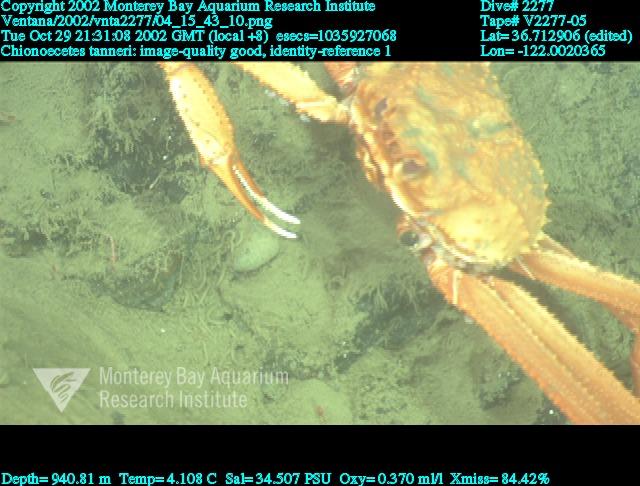 Copyright 2002 Monterey Bay Aquarium Research Institute Dive# 2277
Ventana/2002/vnta2277/04_15_43_10.png Tape# V2277-05
Tue Oct 29 21:31:08 2002 GMT (local +8) esecs=1035927068 Lat= 36.712906 (edited)
Chionoecetes tanneri: image-quality good, identity-reference 1 Lon= -122.0020365
Monterey Bay Aquarium
Research Institute
Depth= 940.81 m Temp= 4.108 C Sal= 34.507 PSU Oxy= 0.370 ml/l Xmiss= 84.42%